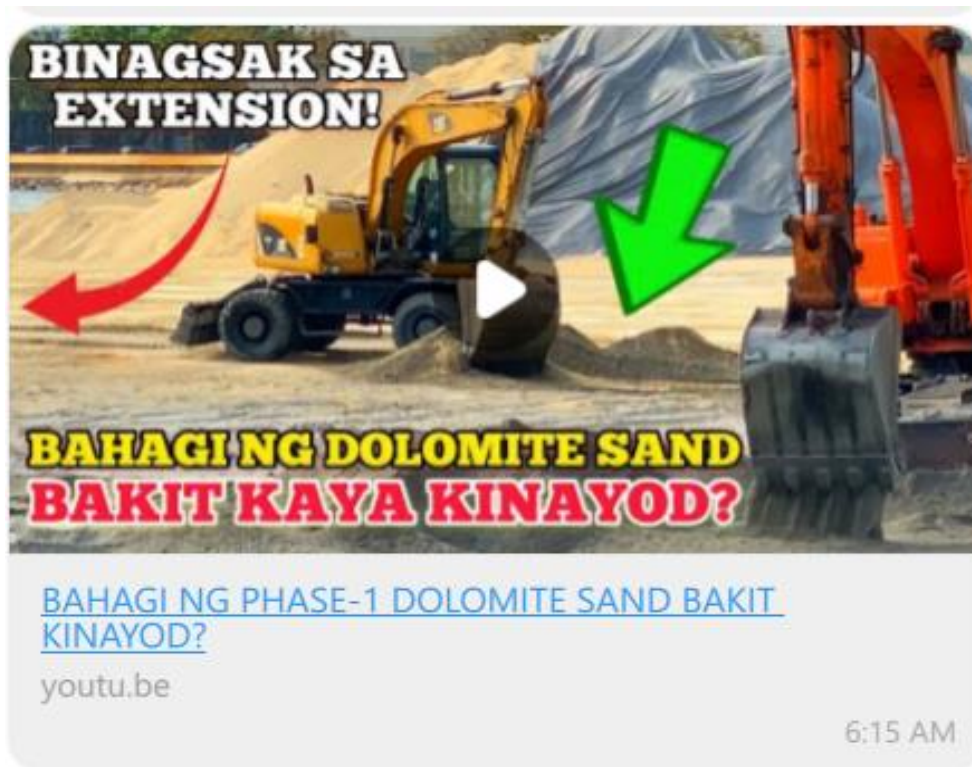 BINAGSAK SA
EXTENSION!
BAHAGI NG DOLOMITE SAND
BAKIT KAYA KINAYOD?
BAHAGI NG PHASE-1 DOLOMITE SAND BAKIT
KINAYOD?
youtu.be
6:15 AM